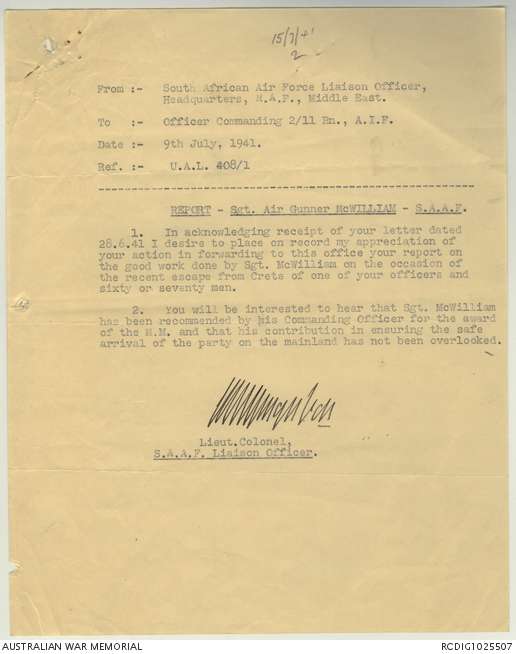 15/7/41
2
From :- South African Air Force Liaison Officer,
Headquarters, R.A.F., Middle East.
To :- Officer Commanding 2/11 Bn., A.I.F.
Date :- 9th July, 1941.
Ref. :- U.A.L. 408/1
REPORT - Sgt. Air Gunner McWILLIAM - S.A.A.F.
1. In acknowledging receipt of your letter dated
28.6.41 I desire to place on record my appreciation of
your action in forwarding to this office your report on
the good work done by Sgt. McWILLIAM on the occasion of
the recent escape from Crets of one of your officers and
sixty or seventy men.
2. You will be interested to hear that Sgt. McWILLIAM
has been recommended by his Commanding Officer for the award
of the M.M. and that his contribution in ensuring the safe
arrival of the party on the mainland has not been overlooked.
Lieut.Colonel,
S.A.A.F. Liaison Officer.
AUSTRALIAN WAR MEMORIAL
RCDIG1025507